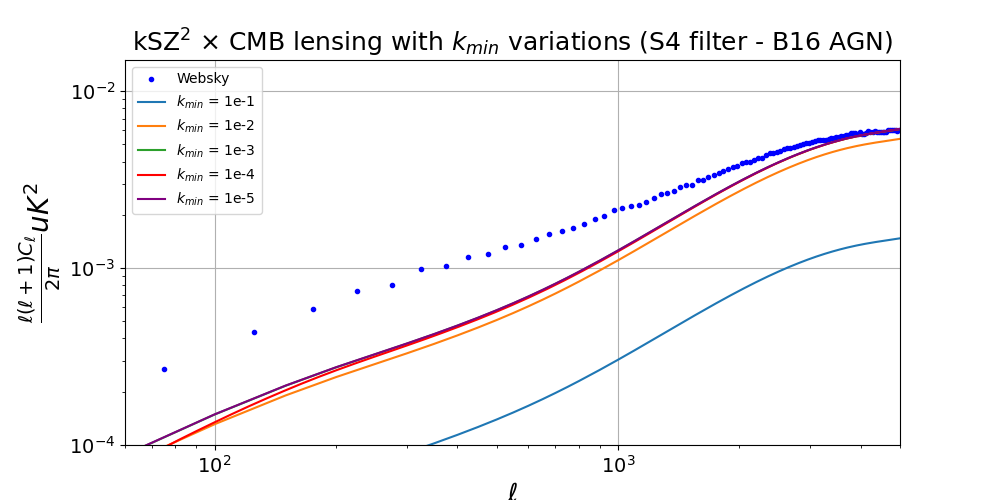 kSZ² × CMB lensing with k_min variations (S4 filter - B16 AGN)
ℓ(ℓ + 1)C_ℓ / 2π uK²
10⁻²
10⁻³
10⁻⁴
Websky
k_min = 1e-1
k_min = 1e-2
k_min = 1e-3
k_min = 1e-4
k_min = 1e-5
10²
10³
ℓ